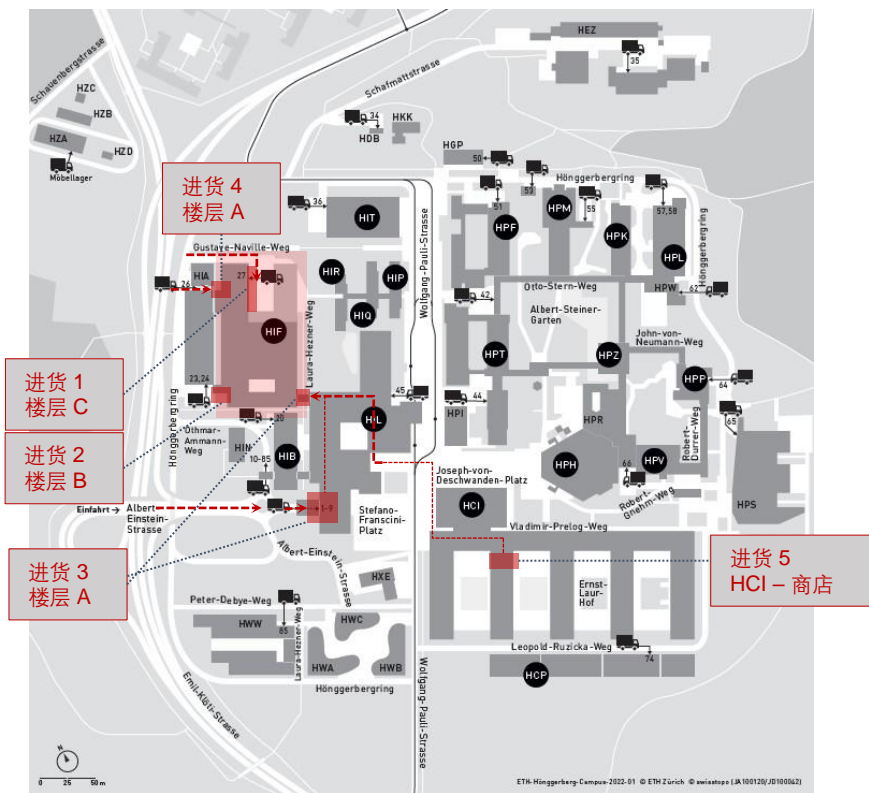 HEZ
35
Schauenbergstrasse
HZC
HZB
HZA
HZD
Möbellager
Schafmattstrasse
34
HKK
HDB
HGP
50
53
Hönggerbergring
51
55
57,58
进货 4
楼层 A
36
HIT
Wolfgang-Pauli-Strasse
HPF
HPM
HPK
HPL
Hönggerbergring
Gustave-Naville-Weg
HIA
26
27
HIR
HIP
HIQ
HIF
Laura-Hezner-Weg
Otto-Stern-Weg
HPW
62
42
Albert-Steiner-
Garten
John-von-
Neumann-Weg
HPT
HPZ
HPP
64
进货 1
楼层 C
23,24
45
44
HPI
HPR
65
Hönggerbergring
Othmar-
Ammann-
Weg
20
HIL
HIN
10-85
HIB
进货 2
楼层 B
Joseph-von-
Deschwanden-Platz
HPH
66
HPV
Robert-
Durrer-Weg
Robert-
Gnehm-Weg
HPS
HCI
Einfahrt →
Albert
Einstein-
Strasse
1-9
Stefano-
Franscini-
Platz
Vladimir-Prelog-Weg
Albert-Einstein-Strasse
进货 3
楼层 A
进货 5
HCI – 商店
HXE
Ernst-
Laur-
Hof
Peter-Debye-Weg
85
HWW
HWC
Laura-Hezner-Weg
HWA
HWB
Leopold-Ruzicka-Weg
74
HCP
Hönggerbergring
Emil-Klöti-Strasse
Wolfgang-Pauli-Strasse
N
0 25 50 m
ETH-Hönggerberg-Campus-2022-01 © ETH Zürich © swisstopo (JA100120/JD100042)